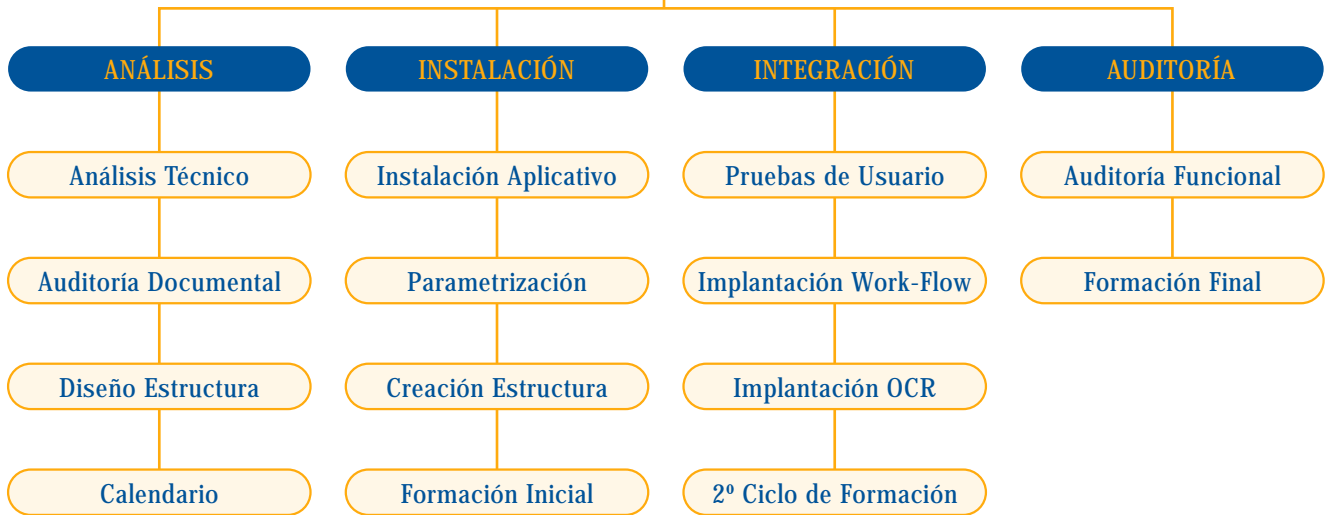 ANÁLISIS
INSTALACIÓN
INTEGRACIÓN
AUDITORÍA
Análisis Técnico
Instalación Aplicativo
Pruebas de Usuario
Auditoría Funcional
Auditoría Documental
Parametrización
Implantación Work-Flow
Formación Final
Diseño Estructura
Creación Estructura
Implantación OCR
Calendario
Formación Inicial
2º Ciclo de Formación